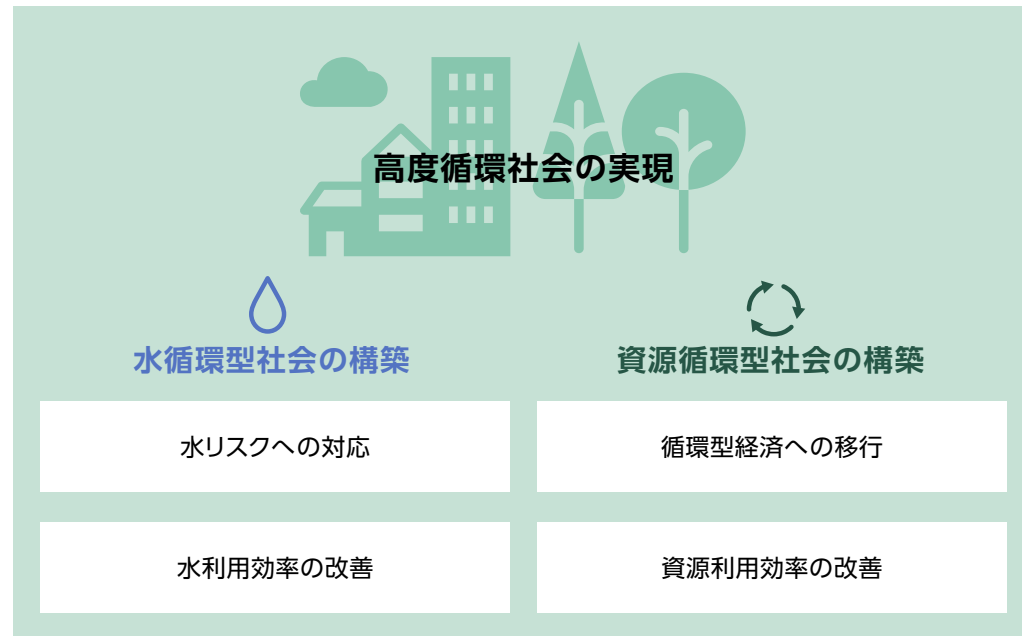 高度循環社会の実現
水循環型社会の構築
水リスクへの対応
水利用効率の改善
資源循環型社会の構築
循環型経済への移行
資源利用効率の改善